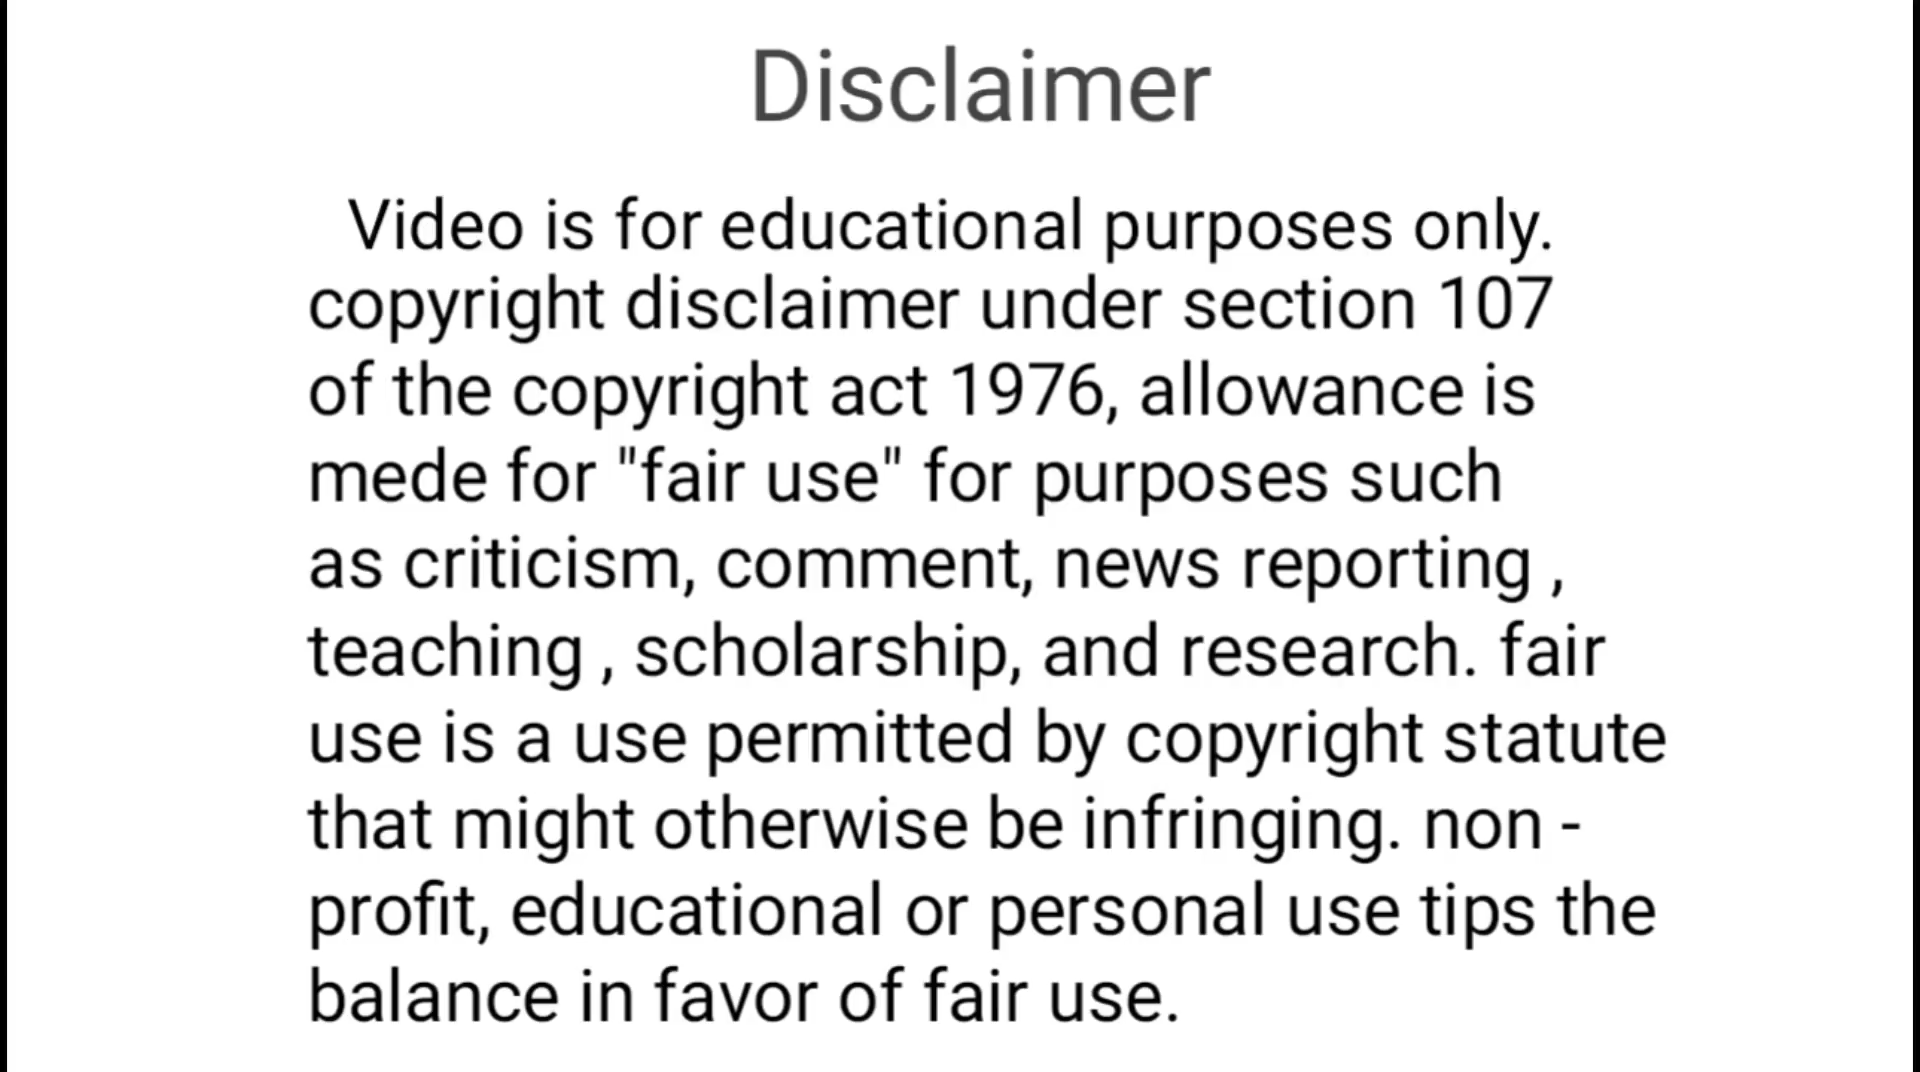 Disclaimer
Video is for educational purposes only.
copyright disclaimer under section 107
of the copyright act 1976, allowance is
mede for "fair use" for purposes such
as criticism, comment, news reporting ,
teaching , scholarship, and research. fair
use is a use permitted by copyright statute
that might otherwise be infringing. non -
profit, educational or personal use tips the
balance in favor of fair use.